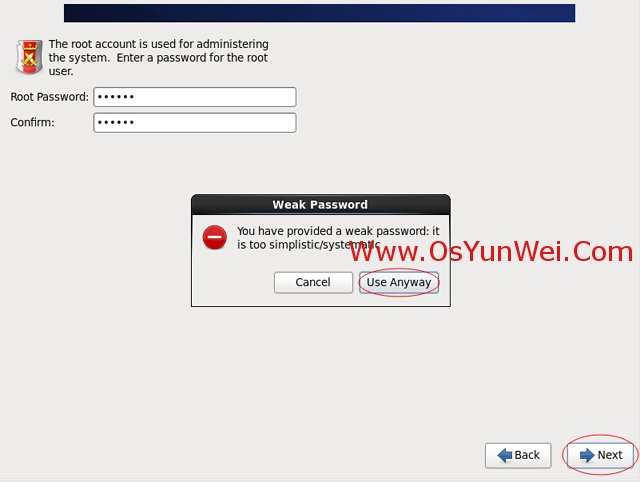 The root account is used for administering
the system.  Enter a password for the root
user.
Root Password: ••••••
Confirm: ••••••
Weak Password
You have provided a weak password: it
is too simplistic/systematic
Www.OsYunWei.Com
Cancel
Use Anyway
Back
Next